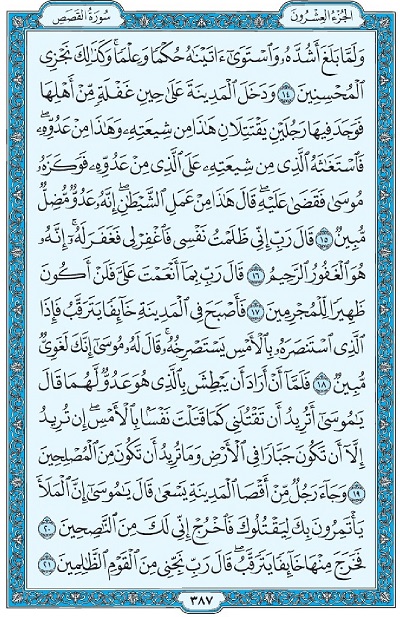 الجزء العشرون
سورة القصص
وَلَمَّا بَلَغَ أَشُدَّهُۥ وَٱسْتَوَىٰٓ ءَاتَيْنَٰهُ حُكْمًا وَعِلْمًا ۚ وَكَذَٰلِكَ نَجْزِى
ٱلْمُحْسِنِينَ ١٤ وَدَخَلَ ٱلْمَدِينَةَ عَلَىٰ حِينِ غَفْلَةٍ مِّنْ أَهْلِهَا
فَوَجَدَ فِيهَا رَجُلَيْنِ يَقْتَتِلَانِ هَٰذَا مِن شِيعَتِهِۦ وَهَٰذَا مِنْ عَدُوِّهِۦ ۖ
فَٱسْتَغَٰثَهُ ٱلَّذِى مِن شِيعَتِهِۦ عَلَى ٱلَّذِى مِنْ عَدُوِّهِۦ فَوَكَزَهُۥ
مُوسَىٰ فَقَضَىٰ عَلَيْهِ ۖ قَالَ هَٰذَا مِنْ عَمَلِ ٱلشَّيْطَٰنِ ۖ إِنَّهُۥ عَدُوٌّ مُّضِلٌّ
مُّبِينٌ ١٥ قَالَ رَبِّ إِنِّى ظَلَمْتُ نَفْسِى فَٱغْفِرْ لِى فَغَفَرَ لَهُۥٓ ۚ إِنَّهُۥ
هُوَ ٱلْغَفُورُ ٱلرَّحِيمُ ١٦ قَالَ رَبِّ بِمَآ أَنْعَمْتَ عَلَىَّ فَلَنْ أَكُونَ
ظَهِيرًا لِّلْمُجْرِمِينَ ١٧ فَأَصْبَحَ فِى ٱلْمَدِينَةِ خَآئِفًا يَتَرَقَّبُ فَإِذَا
ٱلَّذِى ٱسْتَنصَرَهُۥ بِٱلْأَمْسِ يَسْتَصْرِخُهُۥ ۚ قَالَ لَهُۥ مُوسَىٰٓ إِنَّكَ لَغَوِىٌّ
مُّبِينٌ ١٨ فَلَمَّآ أَنْ أَرَادَ أَن يَبْطِشَ بِٱلَّذِى هُوَ عَدُوٌّ لَّهُمَا قَالَ
يَٰمُوسَىٰٓ أَتُرِيدُ أَن تَقْتُلَنِى كَمَا قَتَلْتَ نَفْسًۢا بِٱلْأَمْسِ ۖ إِن تُرِيدُ
إِلَّآ أَن تَكُونَ جَبَّارًا فِى ٱلْأَرْضِ وَمَا تُرِيدُ أَن تَكُونَ مِنَ ٱلْمُصْلِحِينَ
١٩ وَجَآءَ رَجُلٌ مِّنْ أَقْصَا ٱلْمَدِينَةِ يَسْعَىٰ قَالَ يَٰمُوسَىٰٓ إِنَّ ٱلْمَلَأَ
يَأْتَمِرُونَ بِكَ لِيَقْتُلُوكَ فَٱخْرُجْ إِنِّى لَكَ مِنَ ٱلنَّٰصِحِينَ ٢٠
فَخَرَجَ مِنْهَا خَآئِفًا يَتَرَقَّبُ ۖ قَالَ رَبِّ نَجِّنِى مِنَ ٱلْقَوْمِ ٱلظَّٰلِمِينَ ٢١
٣٨٧